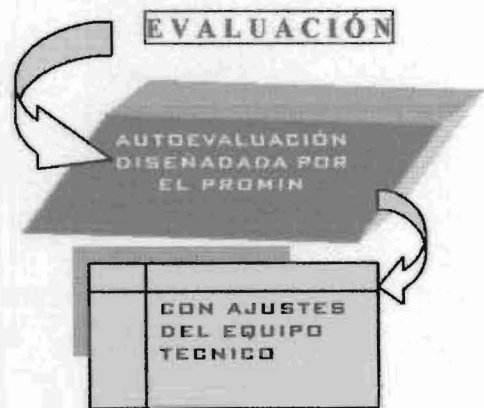 EVALUACIÓN
AUTOEVALUACIÓN
DISEÑADADA POR
EL PROMIN
CON AJUSTES
DEL EQUIPO
TECNICO